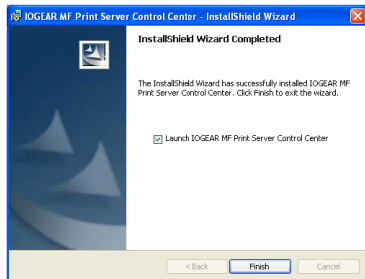 IOGEAR MF Print Server Control Center - InstallShield Wizard
InstallShield Wizard Completed
The InstallShield Wizard has successfully installed IOGEAR MF
Print Server Control Center. Click Finish to exit the wizard.
Launch IOGEAR MF Print Server Control Center
< Back
Finish
Cancel